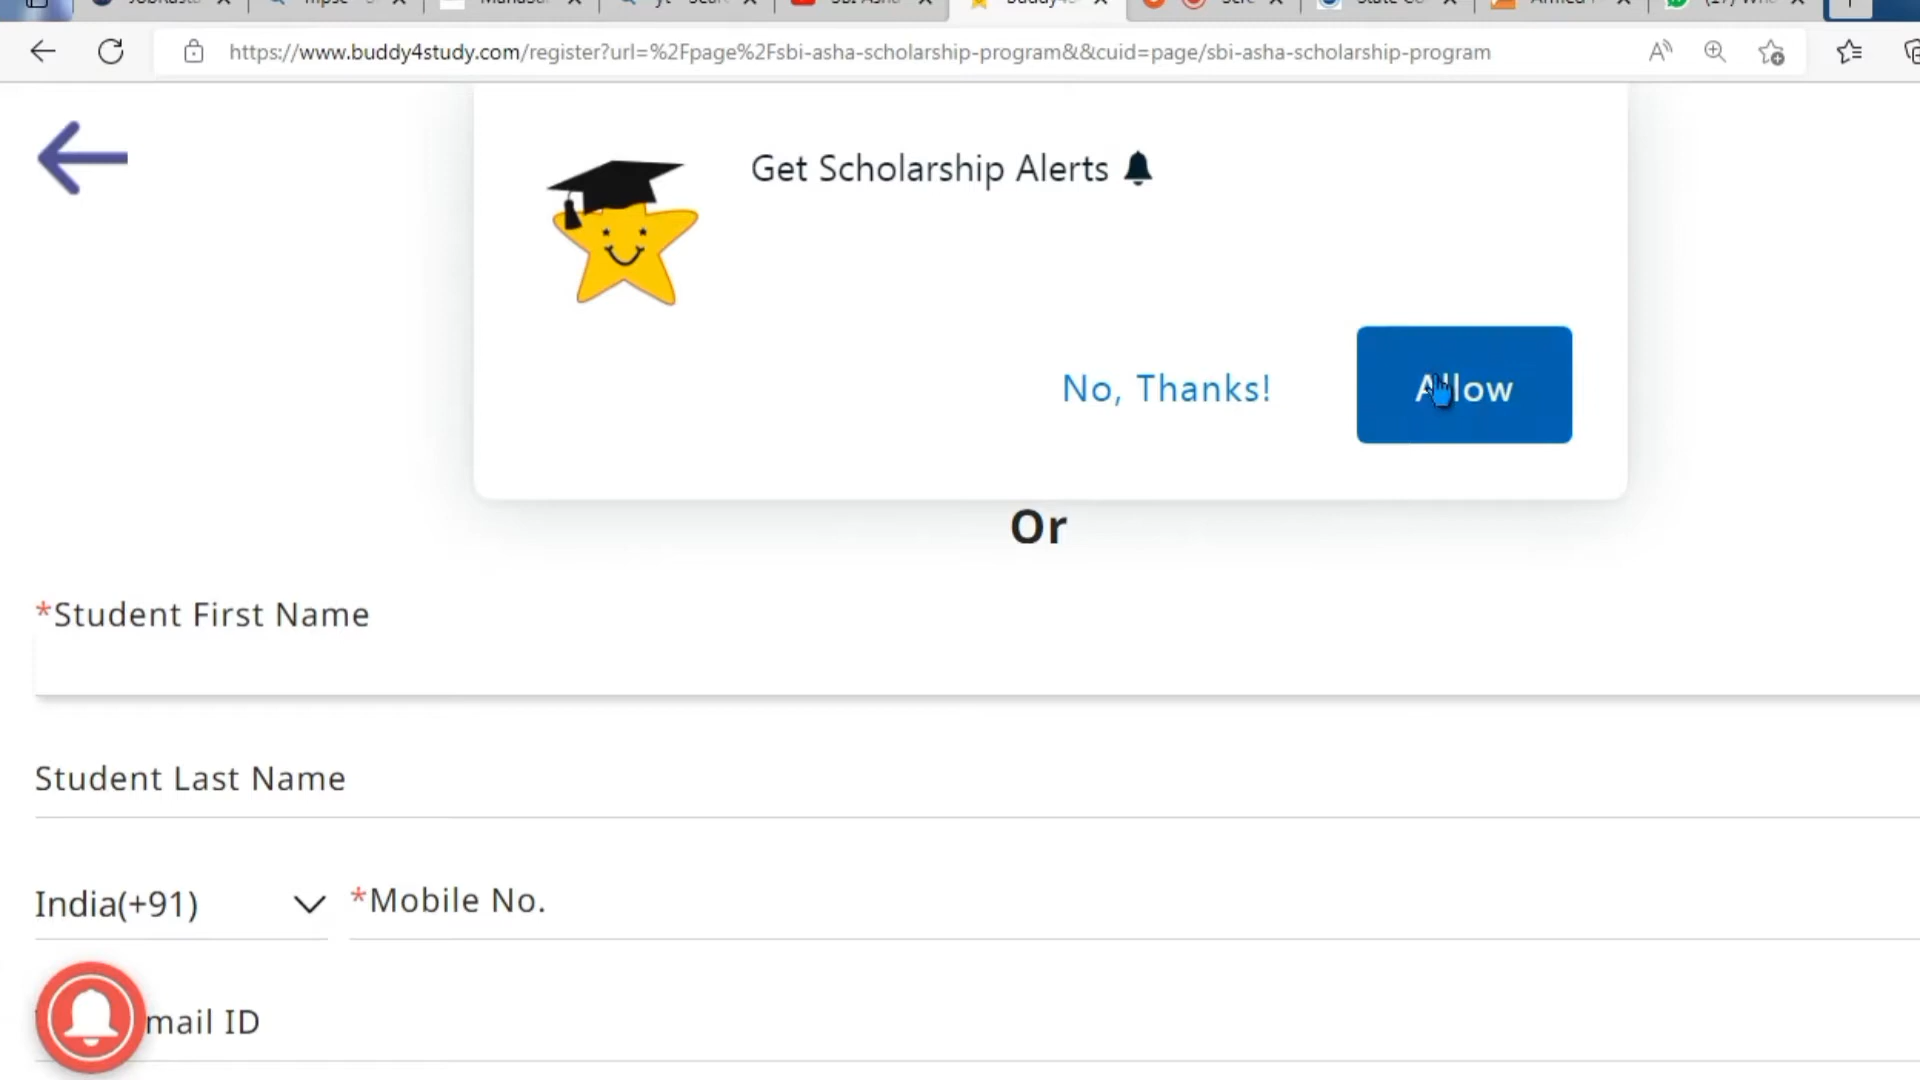 https://www.buddy4study.com/register?url=%2Fpage%2Fsbi-asha-scholarship-program&&cuid=page/sbi-asha-scholarship-program
Get Scholarship Alerts
No, Thanks!
Allow
Or
*Student First Name
Student Last Name
India(+91)
*Mobile No.
mail ID